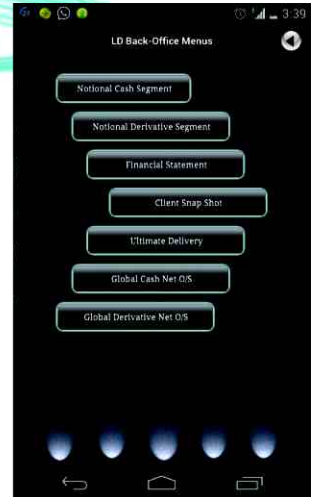 3:39
LD Back-Office Menus
Notional Cash Segment
Notional Derivative Segment
Financial Statement
Client Snap Shot
Ultimate Delivery
Global Cash Net O/S
Global Derivative Net O/S